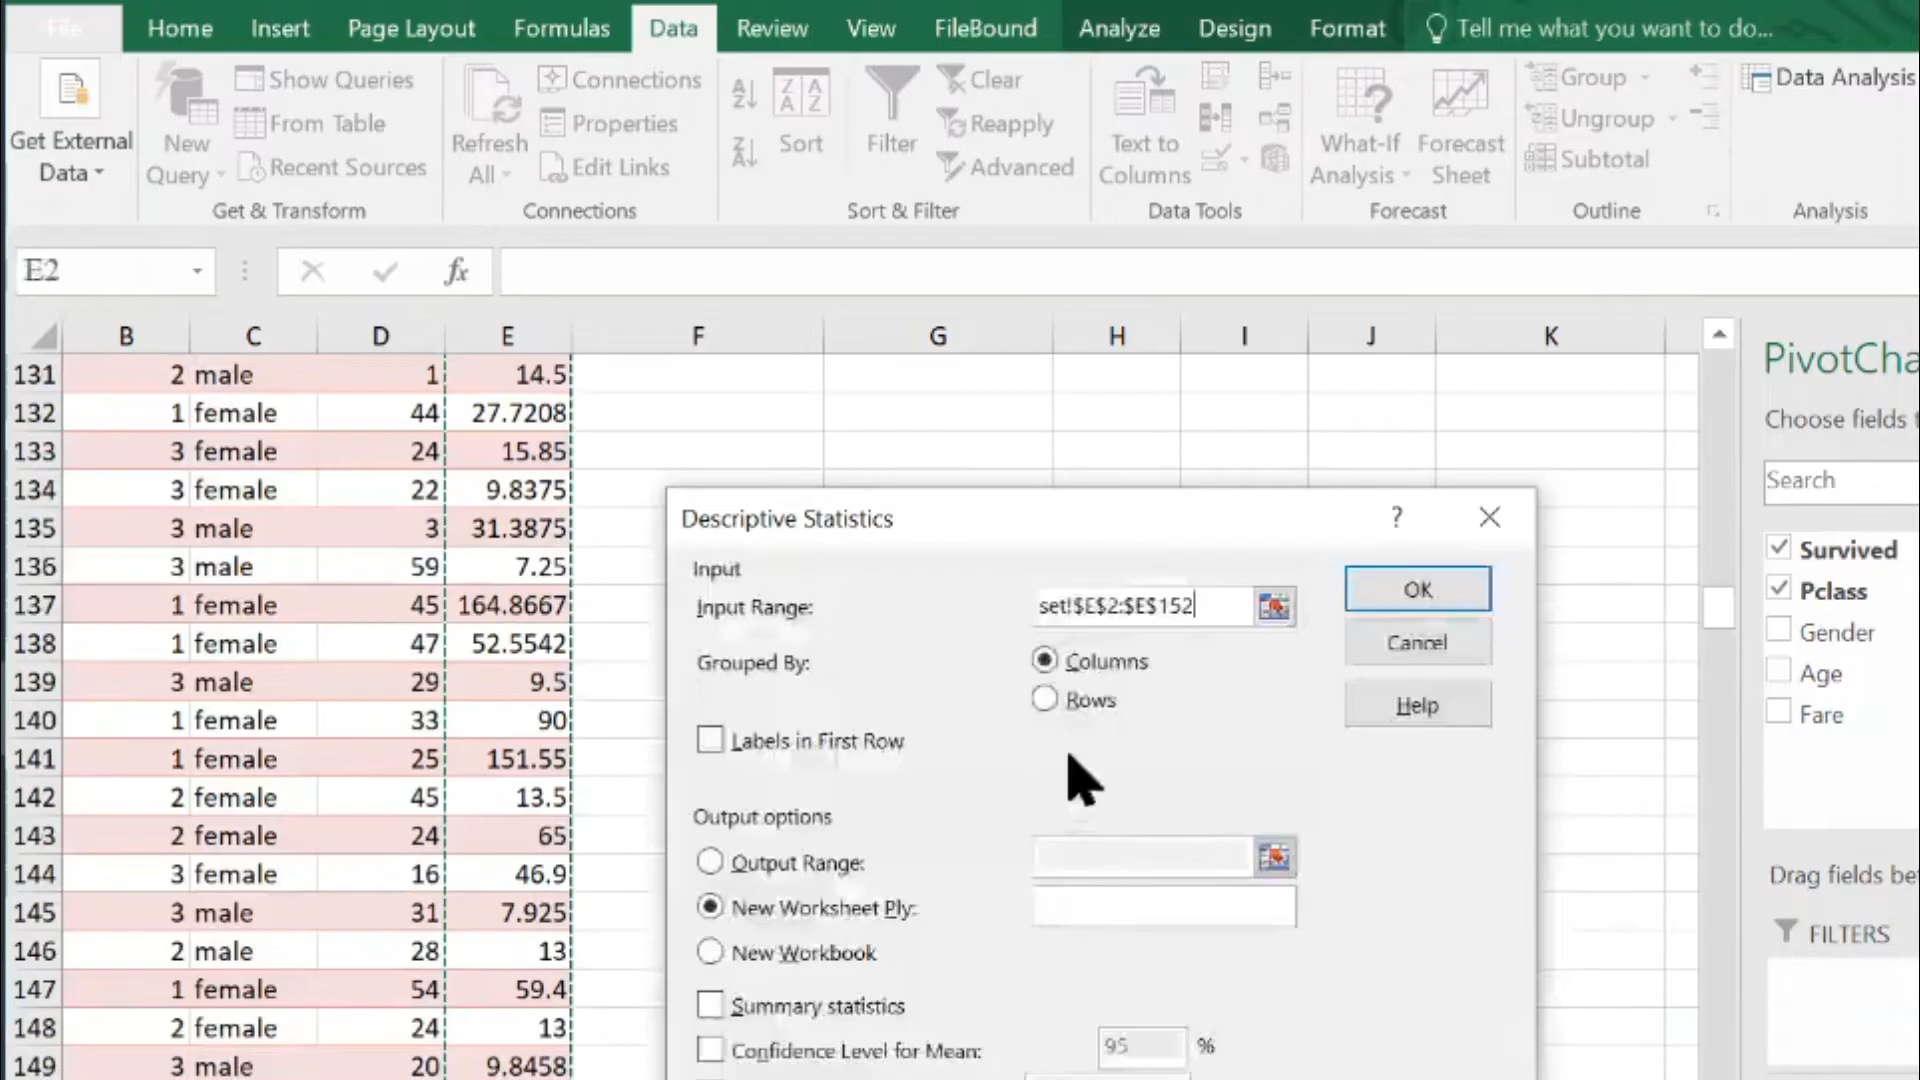 File Home Insert Page Layout Formulas Data Review View FileBound Analyze Design Format Tell me what you want to do...
Get External Data
New Query
Show Queries
From Table
Recent Sources
Get & Transform
Refresh All
Connections
Properties
Edit Links
Connections
Sort
Filter
Clear
Reapply
Advanced
Sort & Filter
Text to Columns
Data Tools
What-If Analysis
Forecast Sheet
Forecast
Group
Ungroup
Subtotal
Outline
Data Analysis
Analysis
E2 fx
B C D E F G H I J K
131 2 male 1 14.5
132 1 female 44 27.7208
133 3 female 24 15.85
134 3 female 22 9.8375
135 3 male 3 31.3875
136 3 male 59 7.25
137 1 female 45 164.8667
138 1 female 47 52.5542
139 3 male 29 9.5
140 1 female 33 90
141 1 female 25 151.55
142 2 female 45 13.5
143 2 female 24 65
144 3 female 16 46.9
145 3 male 31 7.925
146 2 male 28 13
147 1 female 54 59.4
148 2 female 24 13
149 3 male 20 9.8458
Descriptive Statistics ?
Input
Input Range: set!$E$2:$E$152
Grouped By: Columns
Rows
Labels in First Row
OK
Cancel
Help
Output options
Output Range:
New Worksheet Ply:
New Workbook
Summary statistics
Confidence Level for Mean: 95 %
PivotCha
Choose fields t
Search
Survived
Pclass
Gender
Age
Fare
Drag fields be
FILTERS